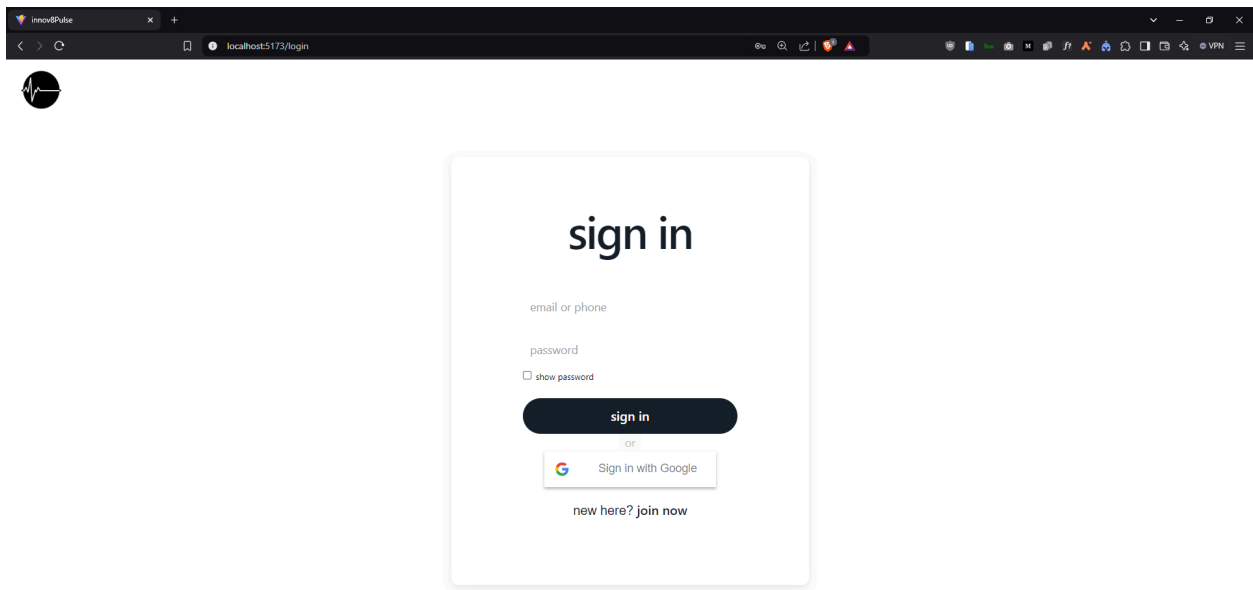 innov8Pulse
localhost:5173/login
VPN
sign in
email or phone
password
show password
sign in
or
Sign in with Google
new here? join now